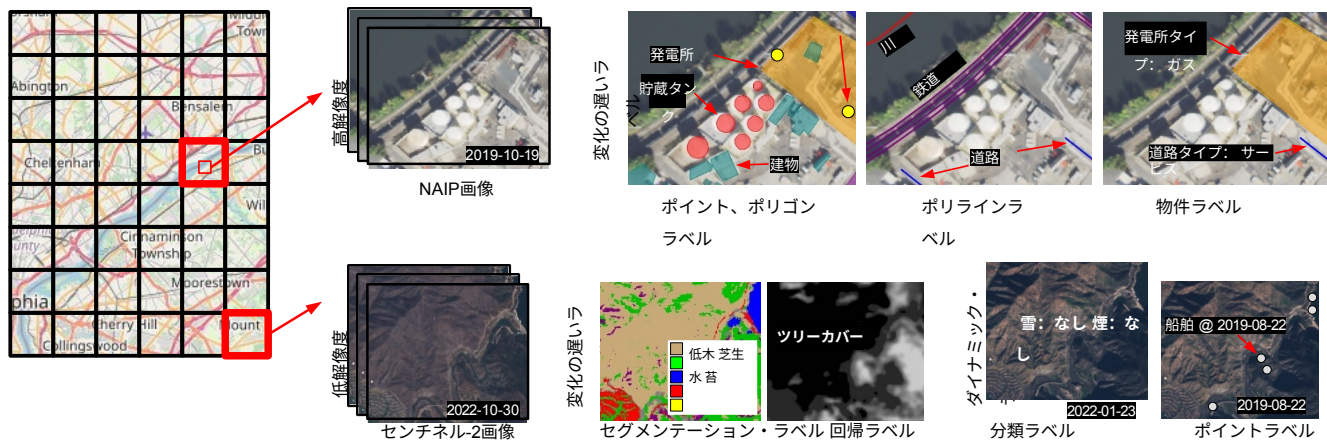 Middle
Town
Abington
Bensalem
Cheltenham
Bu
Wil
Cinnaminson
Township
County
Moorestown
phia
Cherry Hill
Mount
Collingswood
高解像度
2019-10-19
NAIP画像
変化の遅いラ
ベル
発電所
貯蔵タン
ク
建物
ポイント、ポリゴン
ラベル
川
鉄道
道路
ポリラインラ
ベル
発電所タイ
プ： ガス
道路タイプ： サー
ビス
物件ラベル
低解像度
2022-10-30
センチネル-2画像
変化の遅いラ
低木 芝生
水 苔
セグメンテーション・ラベル
ツリーカバー
回帰ラベル
ダイナミック・
雪：なし 煙：な
し
2022-01-23
分類ラベル
船舶 @ 2019-08-22
2019-08-22
ポイントラベル